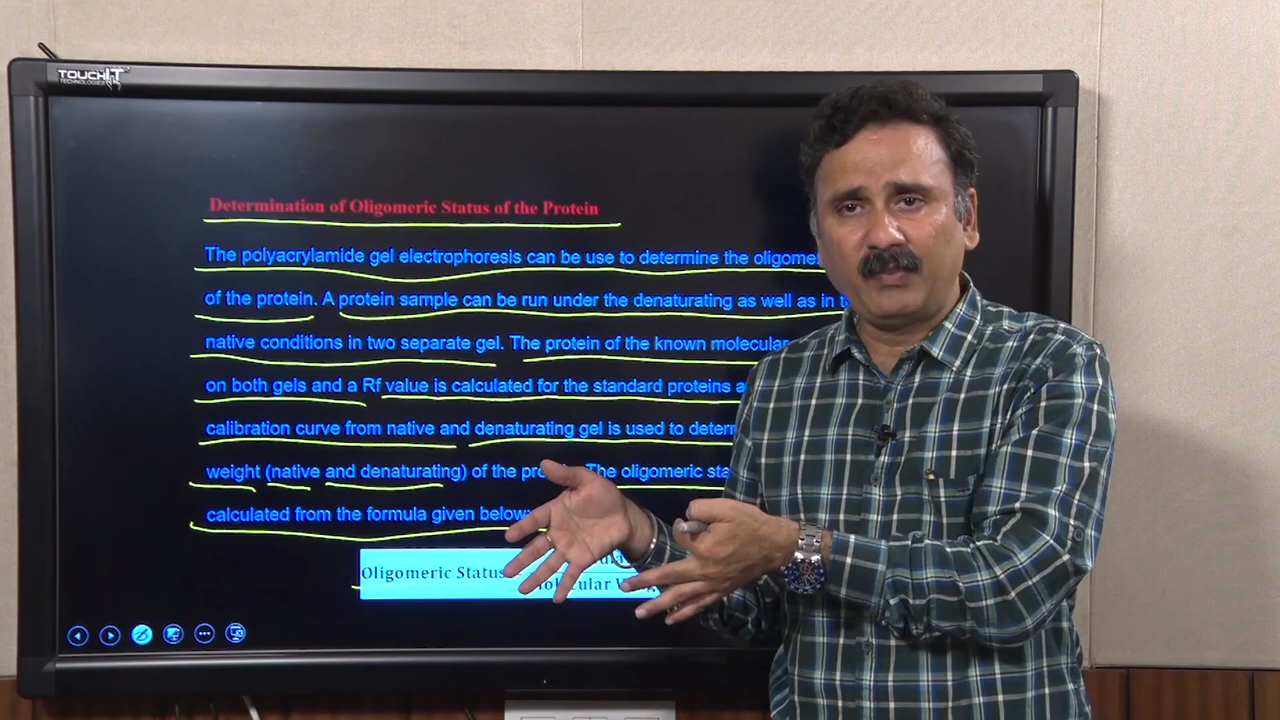 TOUCHIT
TECHNOLOGIES
Determination of Oligomeric Status of the Protein
The polyacrylamide gel electrophoresis can be use to determine the
of the protein. A protein sample can be run under the denaturating as well as in
native conditions in two separate gel. The protein of the known molecular
on both gels and a Rf value is calculated for the standard proteins
calibration curve from native and denaturating gel is used to
weight (native and denaturating) of the The oligomeric
calculated from the formula given below:
Oligomeric Status